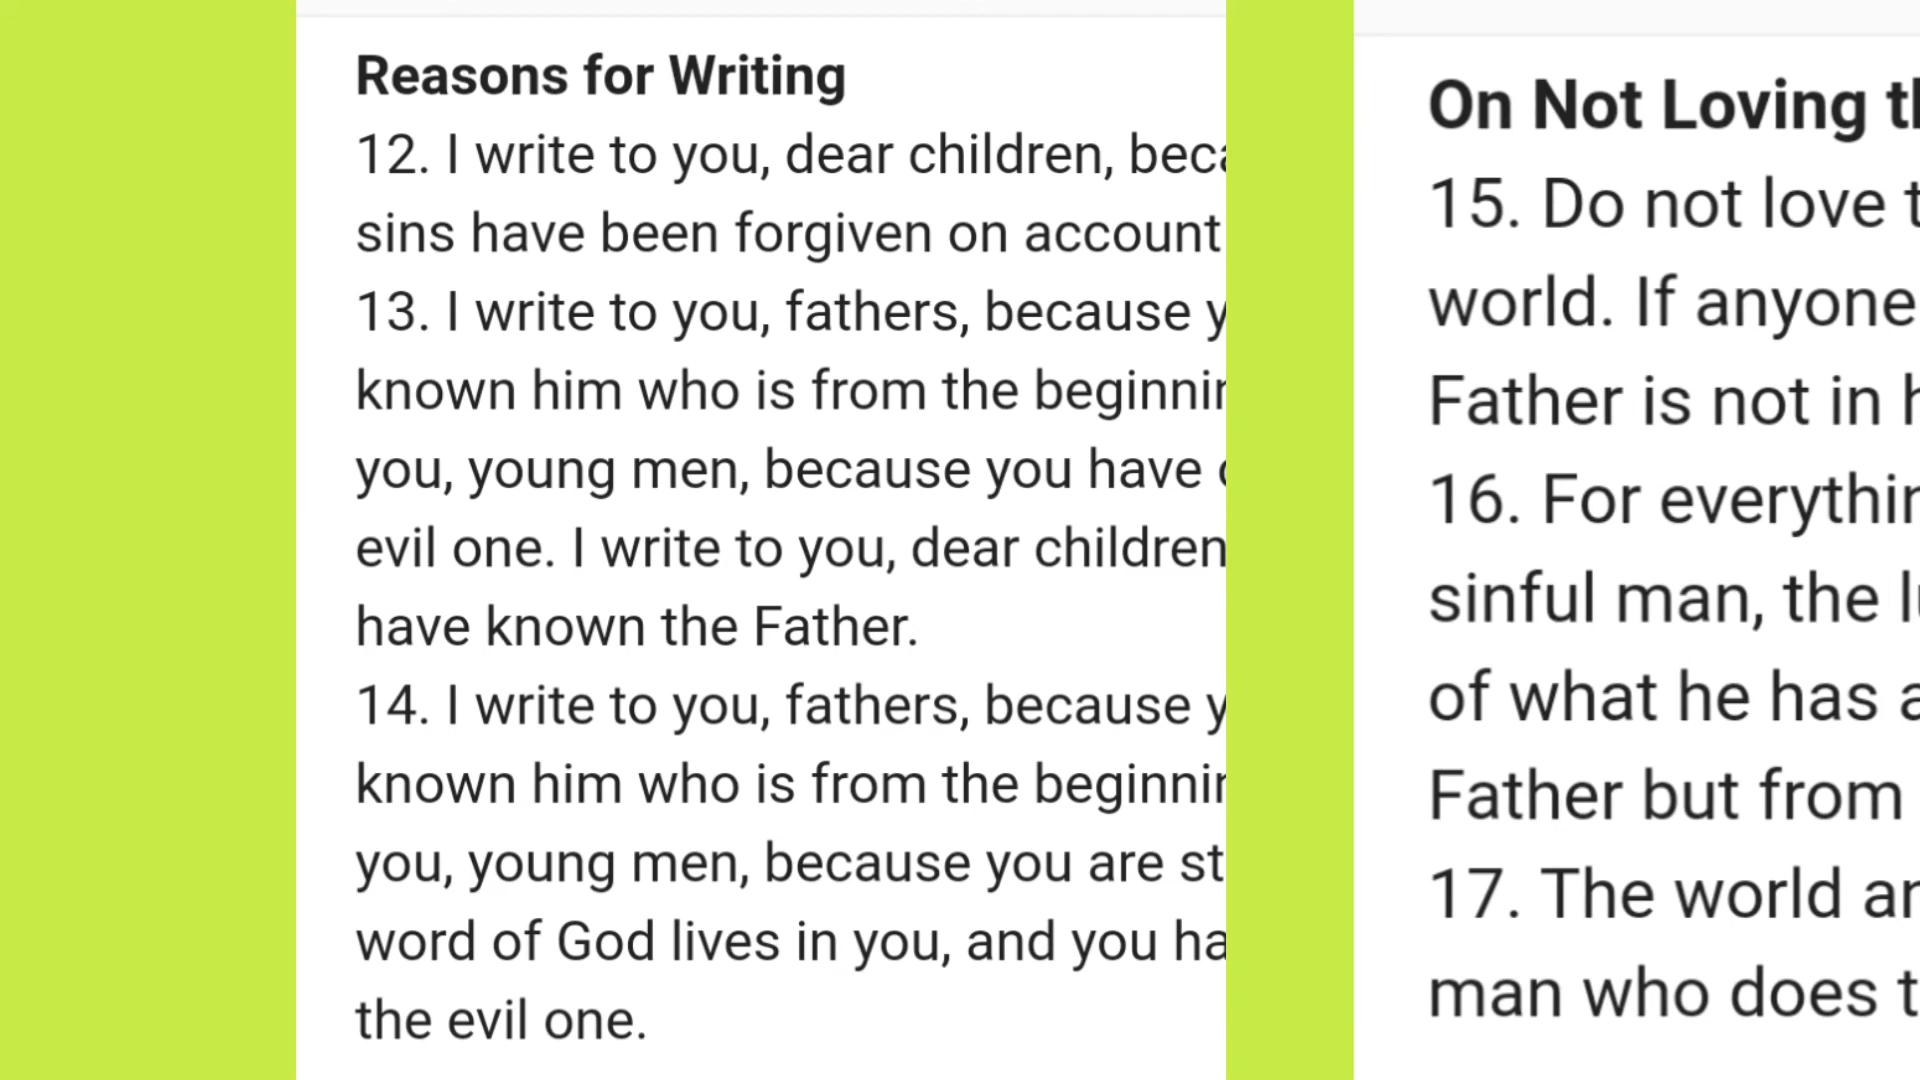 Reasons for Writing
12. I write to you, dear children,
sins have been forgiven on account
13. I write to you, fathers, because
known him who is from the
you, young men, because you have
evil one. I write to you, dear children
have known the Father.
14. I write to you, fathers, because
known him who is from the
you, young men, because you are
word of God lives in you, and you
the evil one.
On Not Loving
15. Do not love
world. If anyone
Father is not in
16. For
sinful man, the
of what he has
Father but from
17. The world
man who does